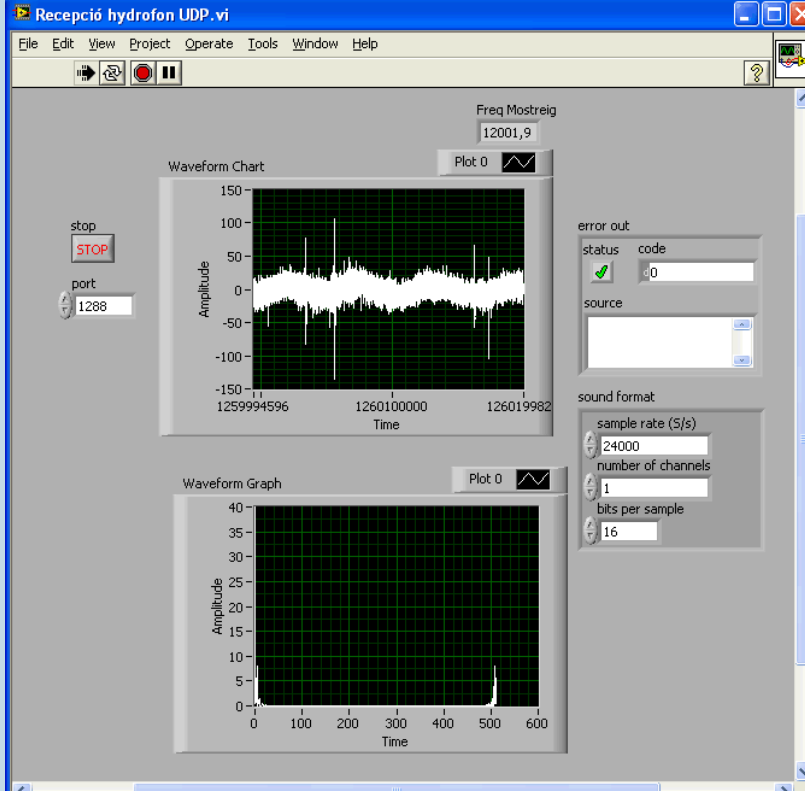 Recepció hydrofon UDP.vi
File Edit View Project Operate Tools Window Help
?
Freq Mostreig
12001,9
Plot 0
Waveform Chart
150
100
50
0
-50
-100
-150
Amplitude
1259994596 1260100000 126019982
Time
stop
STOP
port
1288
error out
status code
d0
source
sound format
sample rate (S/s)
24000
number of channels
1
bits per sample
16
Plot 0
Waveform Graph
40
35
30
25
20
15
10
5
0
Amplitude
0 100 200 300 400 500 600
Time